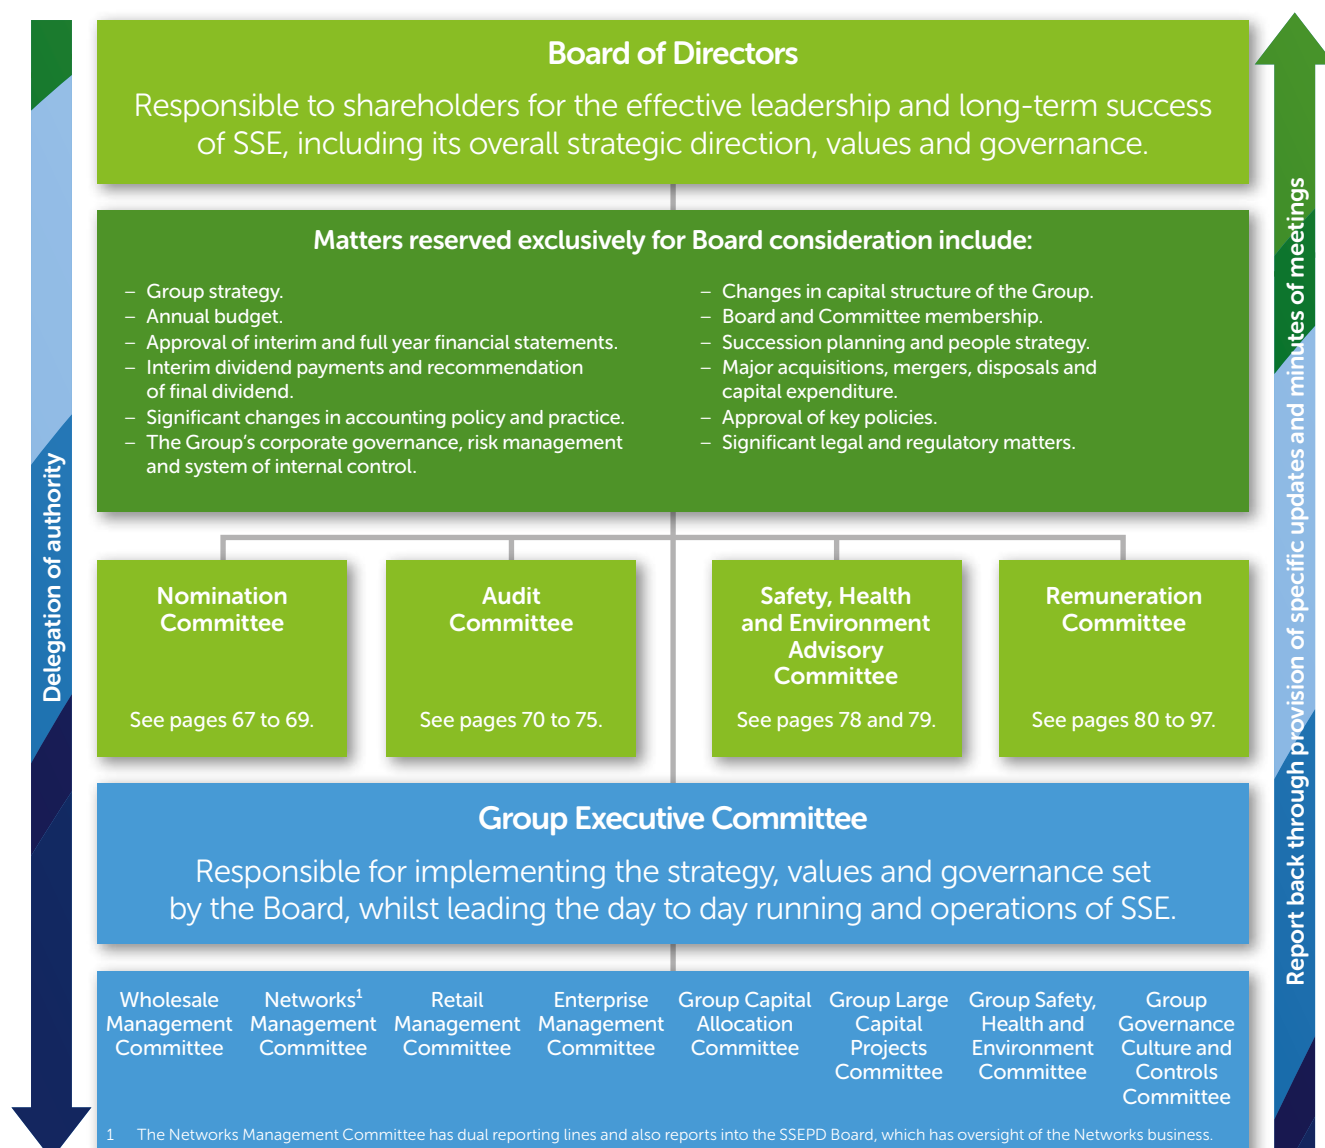 Board of Directors
Responsible to shareholders for the effective leadership and long-term success
of SSE, including its overall strategic direction, values and governance.
Matters reserved exclusively for Board consideration include:
– Group strategy.
– Annual budget.
– Approval of interim and full year financial statements.
– Interim dividend payments and recommendation
of final dividend.
– Significant changes in accounting policy and practice.
– The Group’s corporate governance, risk management
and system of internal control.
– Changes in capital structure of the Group.
– Board and Committee membership.
– Succession planning and people strategy.
– Major acquisitions, mergers, disposals and
capital expenditure.
– Approval of key policies.
– Significant legal and regulatory matters.
Delegation of authority
Report back through provision of specific updates and minutes of meetings
Nomination
Committee
See pages 67 to 69.
Audit
Committee
See pages 70 to 75.
Safety, Health
and Environment
Advisory
Committee
See pages 78 and 79.
Remuneration
Committee
See pages 80 to 97.
Group Executive Committee
Responsible for implementing the strategy, values and governance set
by the Board, whilst leading the day to day running and operations of SSE.
Wholesale
Management
Committee
Networks¹
Management
Committee
Retail
Management
Committee
Enterprise
Management
Committee
Group Capital
Allocation
Committee
Group Large
Capital
Projects
Committee
Group Safety,
Health and
Environment
Committee
Group
Governance
Culture and
Controls
Committee
1 The Networks Management Committee has dual reporting lines and also reports into the SSEPD Board, which has oversight of the Networks business.